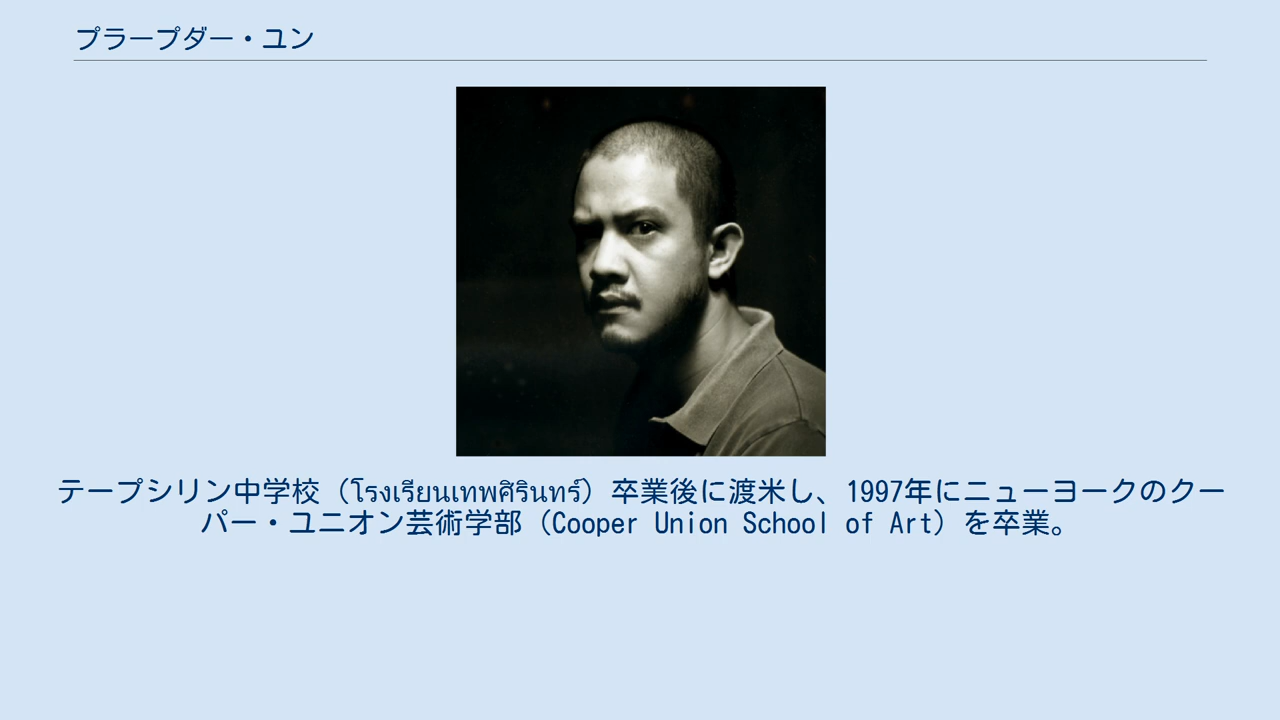 プラープダー・ユン
テープシリン中学校（โรงเรียนเทพศิรินทร์）卒業後に渡米し、1997年にニューヨークのクー
パー・ユニオン芸術学部（Cooper Union School of Art）を卒業。